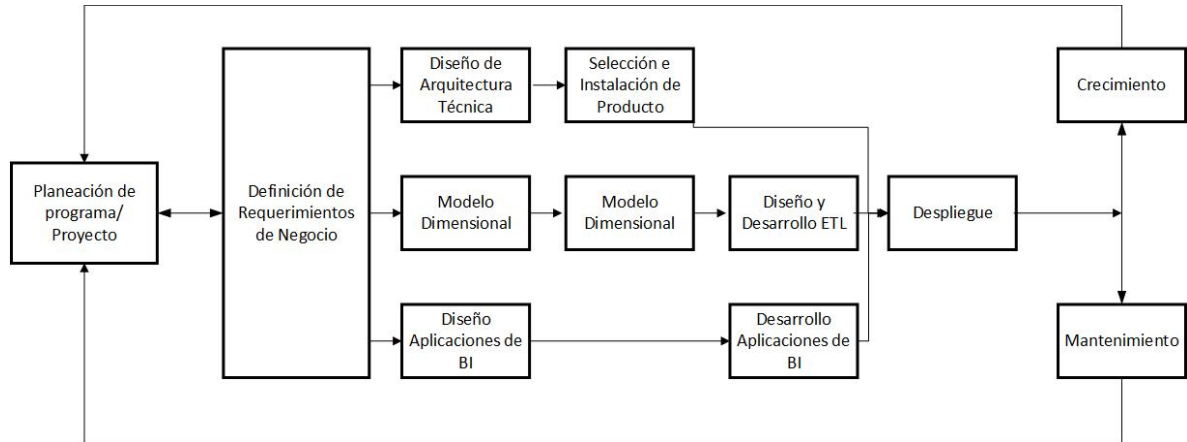 Planeación de
programa/
Proyecto
Definición de
Requerimientos
de Negocio
Diseño de
Arquitectura
Técnica
Selección e
Instalación de
Producto
Modelo
Dimensional
Modelo
Dimensional
Diseño y
Desarrollo ETL
Diseño
Aplicaciones de
BI
Desarrollo
Aplicaciones de
BI
Despliegue
Crecimiento
Mantenimiento